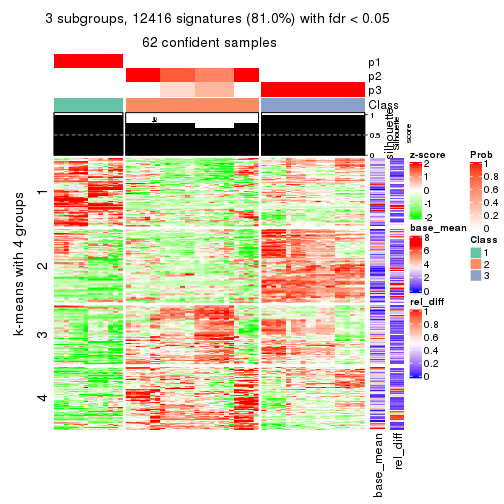 3 subgroups, 12416 signatures (81.0%) with fdr < 0.05
62 confident samples
p1
p2
p3
Class
1
0.5
0
silhouette
Silhouette
score
k-means with 4 groups
1
2
3
4
base_mean
rel_diff
z-score
2
1
0
-1
-2
base_mean
8
6
4
2
0
rel_diff
1
0.8
0.6
0.4
0.2
0
Prob
1
0.8
0.6
0.4
0.2
0
Class
1
2
3